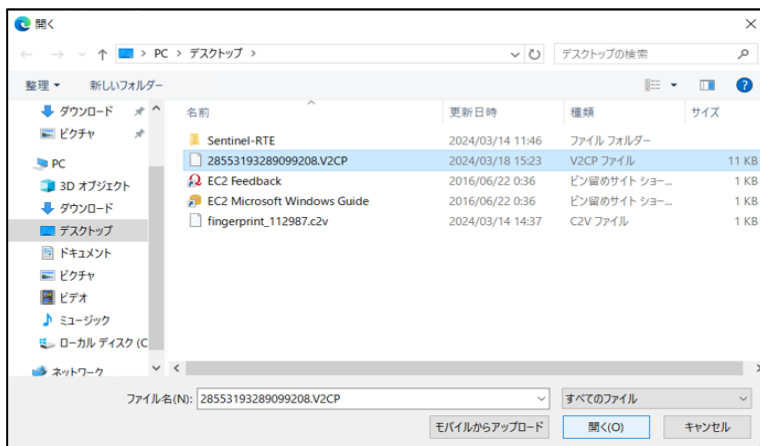 開く
PC > デスクトップ >
デスクトップの検索
整理
新しいフォルダー
ダウンロード
ピクチャ
PC
3D オブジェクト
ダウンロード
デスクトップ
ドキュメント
ピクチャ
ビデオ
ミュージック
ローカル ディスク (C
ネットワーク
名前 更新日時 種類 サイズ
Sentinel-RTE 2024/03/14 11:46 ファイル フォルダー
28553193289099208.V2CP 2024/03/18 15:23 V2CP ファイル 11 KB
EC2 Feedback 2016/06/22 0:36 ピン留めサイト ショー... 1 KB
EC2 Microsoft Windows Guide 2016/06/22 0:36 ピン留めサイト ショー... 1 KB
fingerprint_112987.c2v 2024/03/14 14:37 C2V ファイル 1 KB
ファイル名(N): 28553193289099208.V2CP すべてのファイル
モバイルからアップロード 開く(O) キャンセル